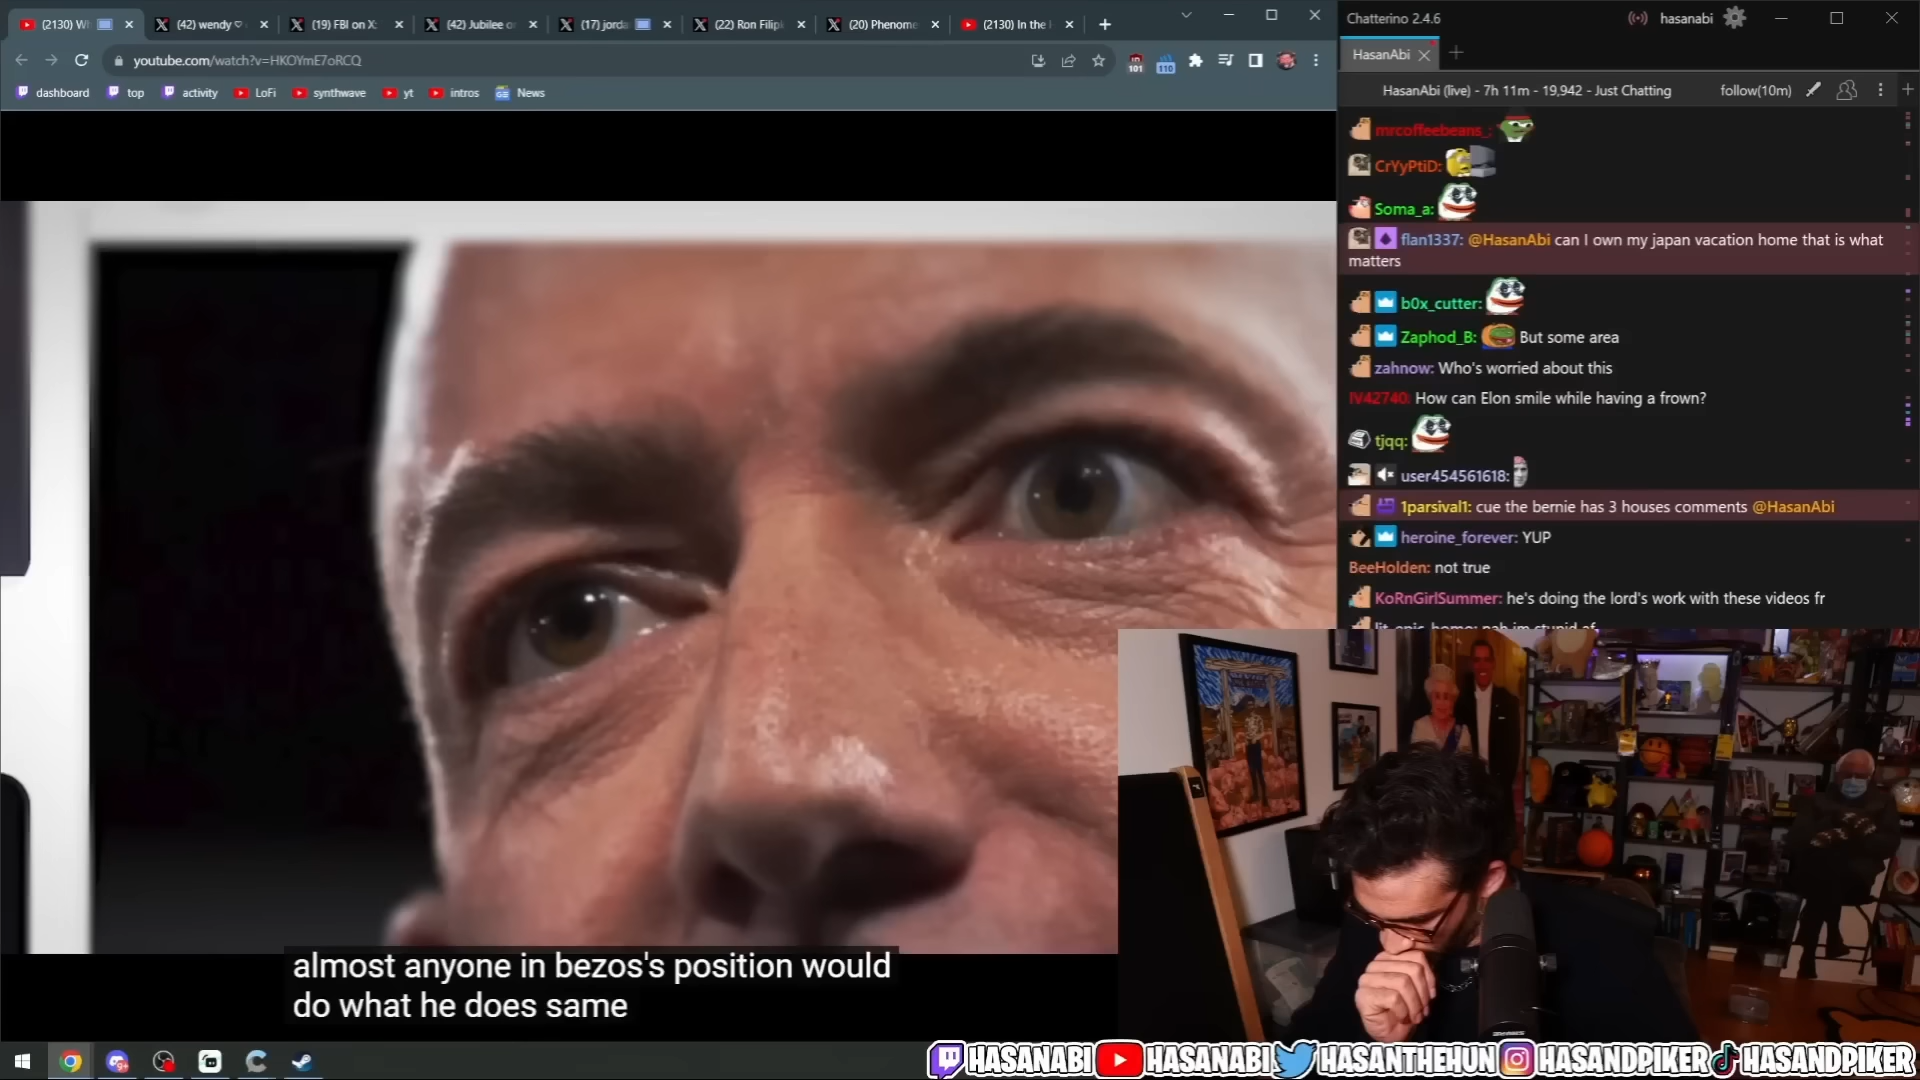 (2130) W
(42) wendy
(19) FBI on X:
(42) Jubilee o
(17) jorda
(22) Ron Filip
(20) Phenome
(2130) In the
youtube.com/watch?v=HKOYmE7oRCQ
101
110
dashboard
top
activity
LoFi
synthwave
yt
intros
News
almost anyone in bezos's position would
do what he does same
Chatterino 2.4.6
hasanabi
HasanAbi
HasanAbi (live) - 7h 11m - 19,942 - Just Chatting
follow(10m)
mrcoffeebeans_:
CrYyPtiD:
Soma_a:
flan1337: @HasanAbi can I own my japan vacation home that is what
matters
b0x_cutter:
Zaphod_B: But some area
zahnow: Who's worried about this
IV42740: How can Elon smile while having a frown?
tjqq:
user454561618:
1parsival1: cue the bernie has 3 houses comments @HasanAbi
heroine_forever: YUP
BeeHolden: not true
KoRnGirlSummer: he's doing the lord's work with these videos fr
HASANABI HASANABI HASANTHEHUN HASANDPIKER HASANDPIKER